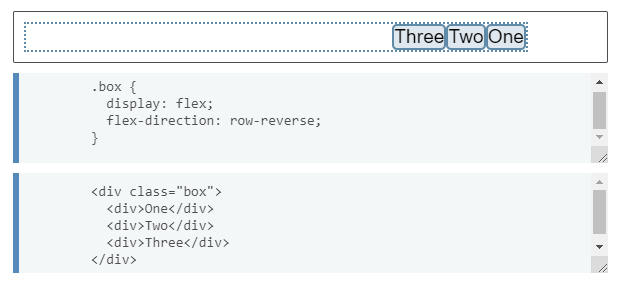 Three Two One
.box {
  display: flex;
  flex-direction: row-reverse;
}
<div class="box">
  <div>One</div>
  <div>Two</div>
  <div>Three</div>
</div>